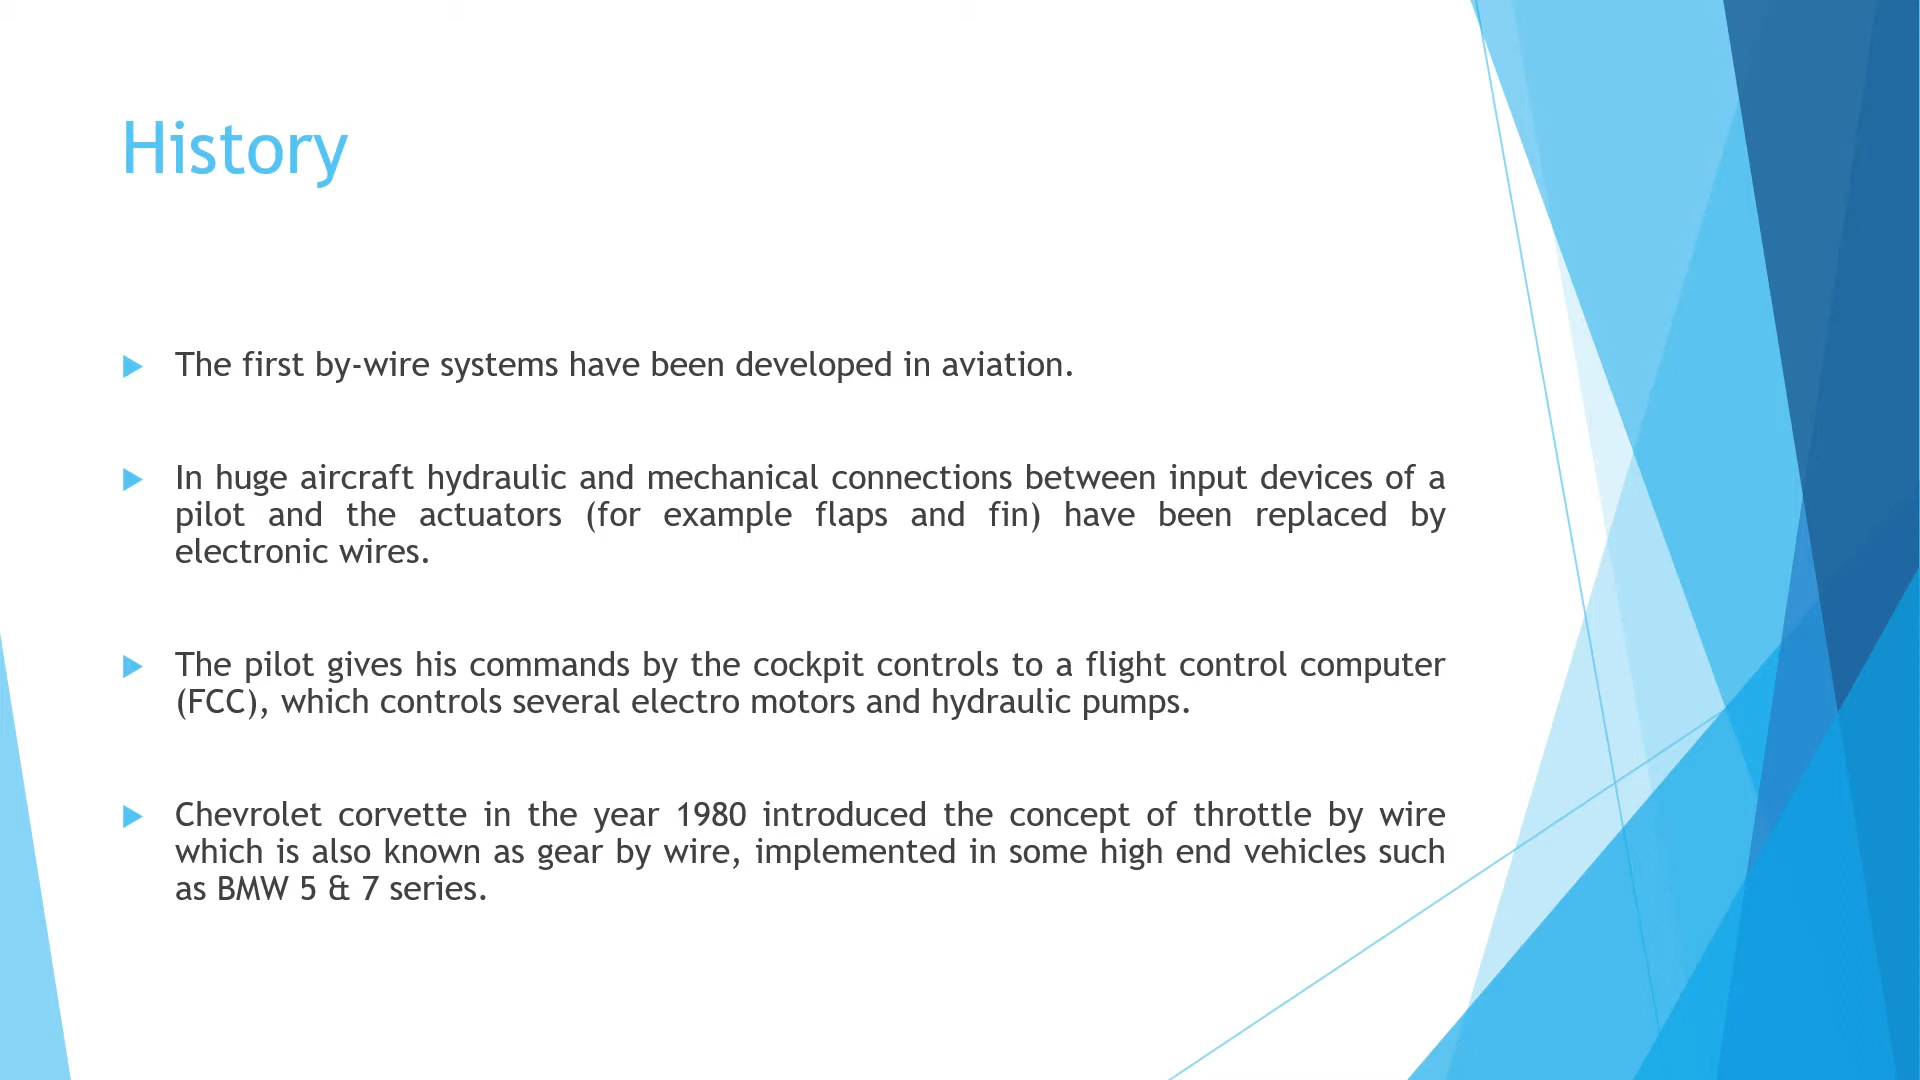 History
The first by-wire systems have been developed in aviation.
In huge aircraft hydraulic and mechanical connections between input devices of a
pilot and the actuators (for example flaps and fin) have been replaced by
electronic wires.
The pilot gives his commands by the cockpit controls to a flight control computer
(FCC), which controls several electro motors and hydraulic pumps.
Chevrolet corvette in the year 1980 introduced the concept of throttle by wire
which is also known as gear by wire, implemented in some high end vehicles such
as BMW 5 & 7 series.